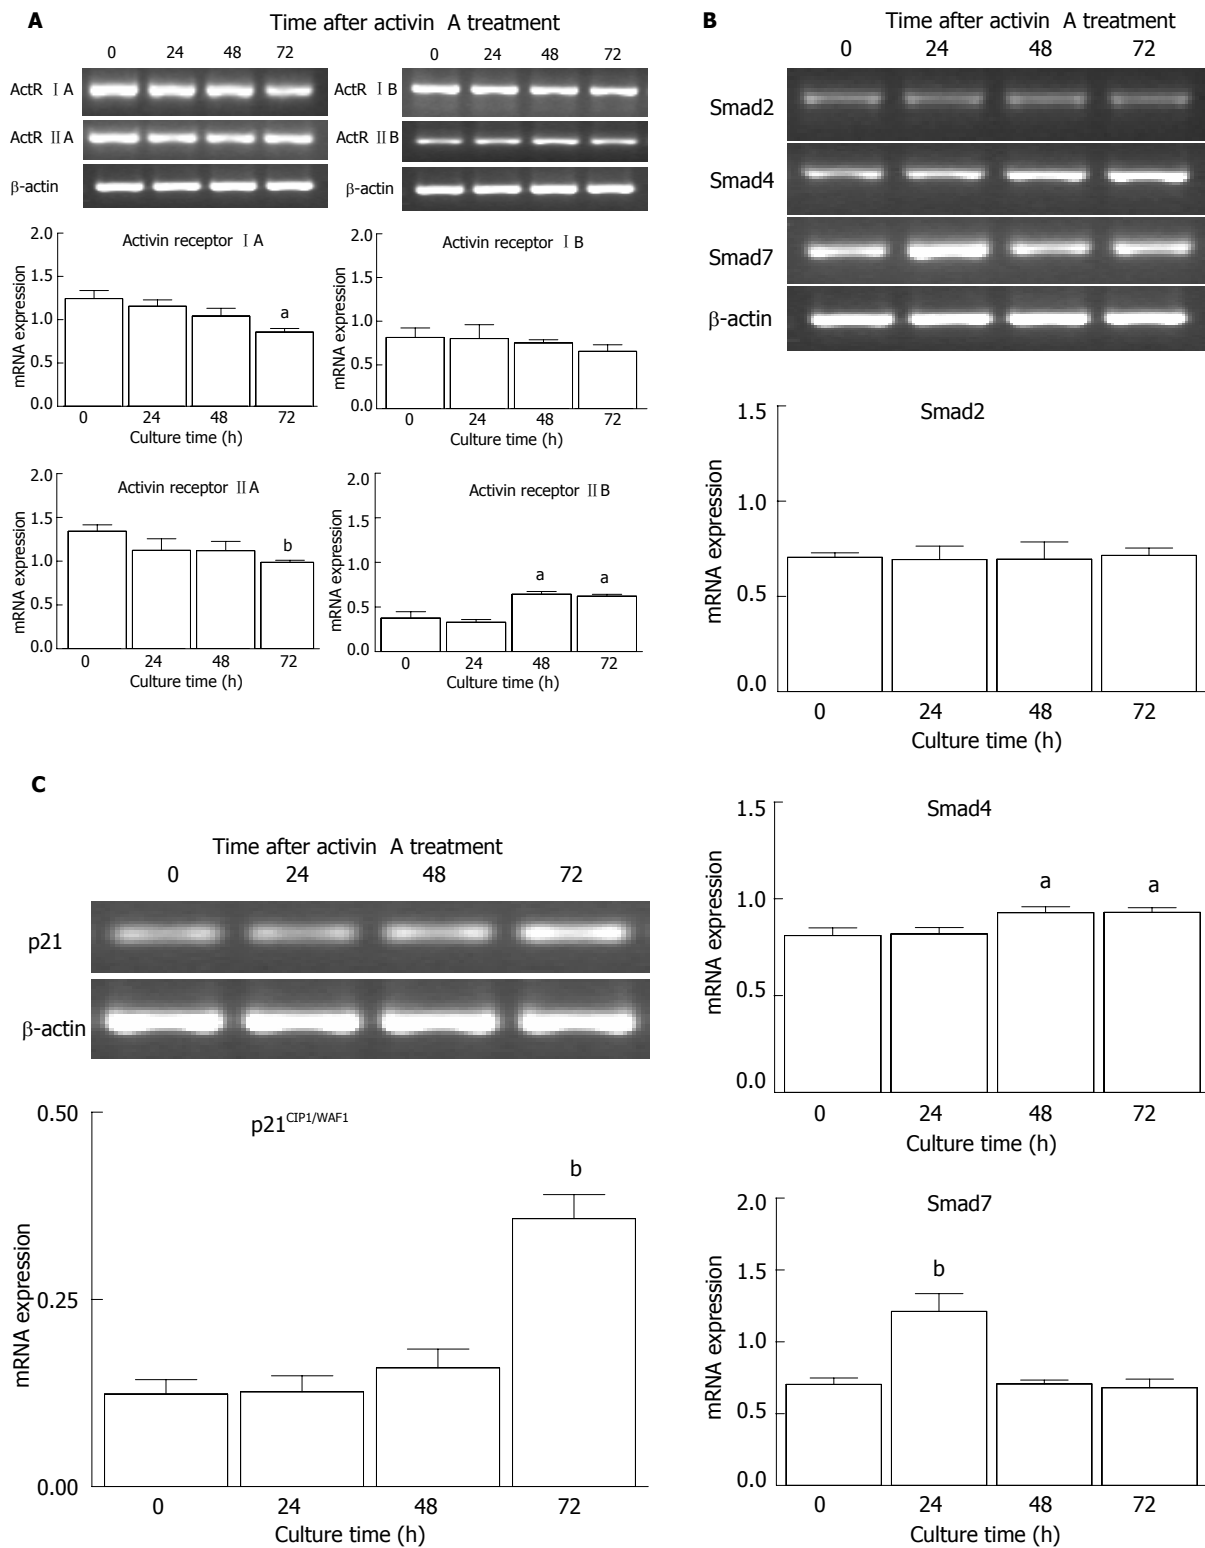 A
Time after activin A treatment
0 24 48 72 0 24 48 72
ActR Ⅰ A
ActR Ⅰ B
ActR Ⅱ A
ActR Ⅱ B
β-actin
β-actin
2.0
1.5
1.0
0.5
0.0
mRNA expression
Activin receptor Ⅰ A
a
0 24 48 72
Culture time (h)
2.0
1.5
1.0
0.5
0.0
mRNA expression
Activin receptor Ⅰ B
0 24 48 72
Culture time (h)
2.0
1.5
1.0
0.5
0.0
mRNA expression
Activin receptor Ⅱ A
b
0 24 48 72
Culture time (h)
2.0
1.5
1.0
0.5
0.0
mRNA expression
Activin receptor Ⅱ B
a a
0 24 48 72
Culture time (h)
B
Time after activin A treatment
0 24 48 72
Smad2
Smad4
Smad7
β-actin
1.5
1.0
0.5
0.0
mRNA expression
Smad2
0 24 48 72
Culture time (h)
1.5
1.0
0.5
0.0
mRNA expression
Smad4
a a
0 24 48 72
Culture time (h)
2.0
1.5
1.0
0.5
0.0
mRNA expression
Smad7
b
0 24 48 72
Culture time (h)
C
Time after activin A treatment
0 24 48 72
p21
β-actin
0.50
0.25
0.00
mRNA expression
p21CIP1/WAF1
b
0 24 48 72
Culture time (h)